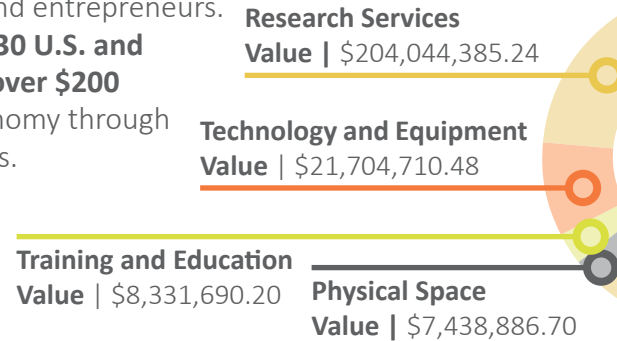 nd entrepreneurs.
30 U.S. and
over $200
nomy through
s.
Research Services
Value | $204,044,385.24
Technology and Equipment
Value | $21,704,710.48
Training and Education
Value | $8,331,690.20
Physical Space
Value | $7,438,886.70